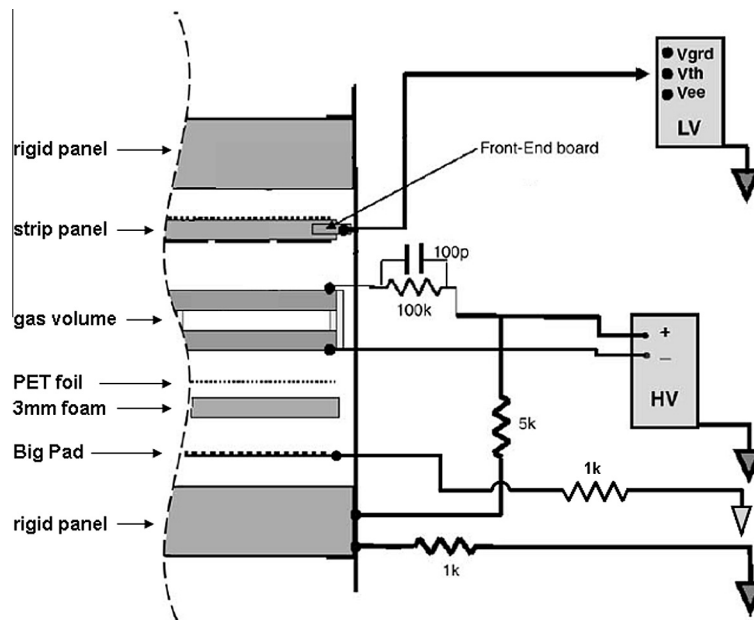 Vgrd
Vth
Vee
LV
rigid panel
Front-End board
strip panel
100p
100k
gas volume
+
–
HV
PET foil
3mm foam
5k
Big Pad
1k
rigid panel
1k